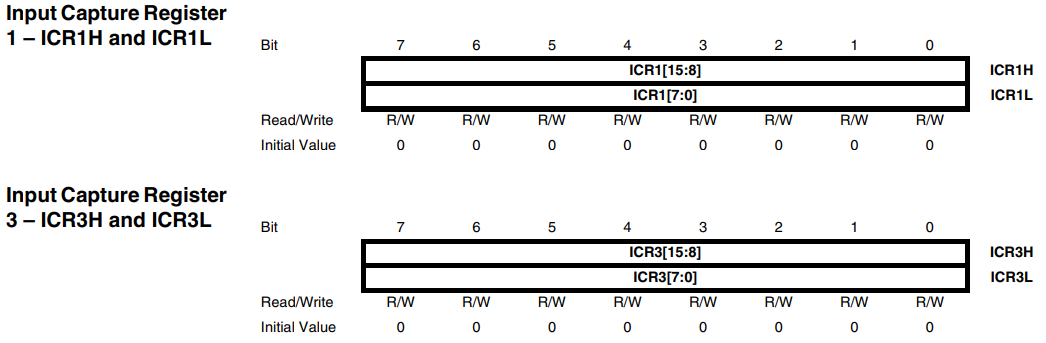 Input Capture Register
1 – ICR1H and ICR1L
Bit 7 6 5 4 3 2 1 0
ICR1[15:8] ICR1H
ICR1[7:0] ICR1L
Read/Write R/W R/W R/W R/W R/W R/W R/W R/W
Initial Value 0 0 0 0 0 0 0 0
Input Capture Register
3 – ICR3H and ICR3L
Bit 7 6 5 4 3 2 1 0
ICR3[15:8] ICR3H
ICR3[7:0] ICR3L
Read/Write R/W R/W R/W R/W R/W R/W R/W R/W
Initial Value 0 0 0 0 0 0 0 0